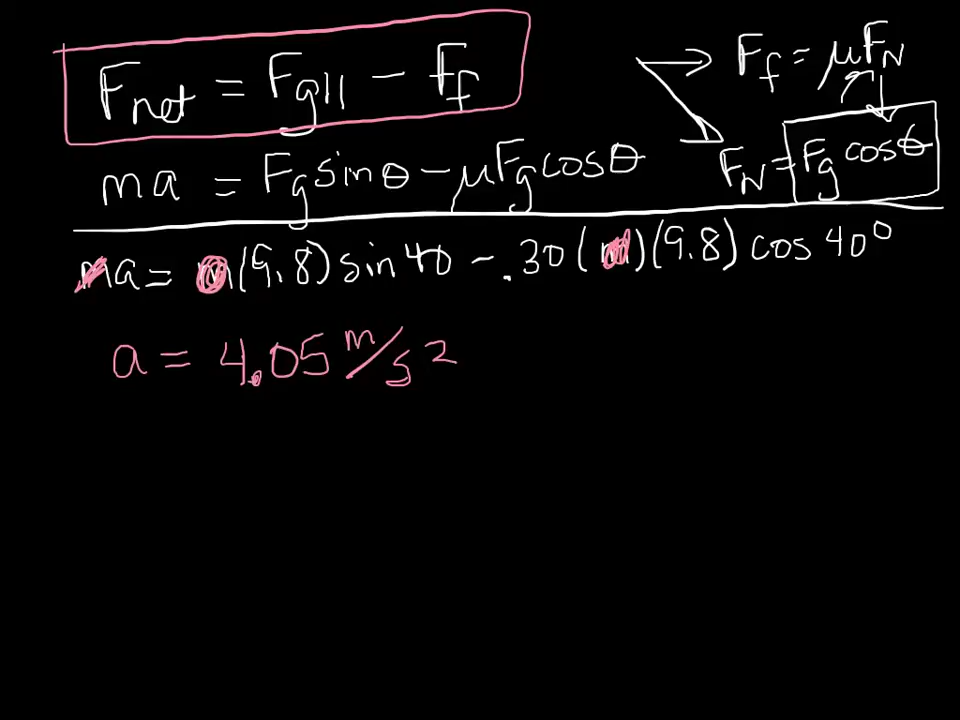 Fnet = Fg|| - Ff
Ff = μFN
FN = Fg cosθ
ma = Fg sinθ - μFg cosθ
ma = m(9.8) sin 40 - .30 (m)(9.8) cos 40°
a = 4.05 m/s²